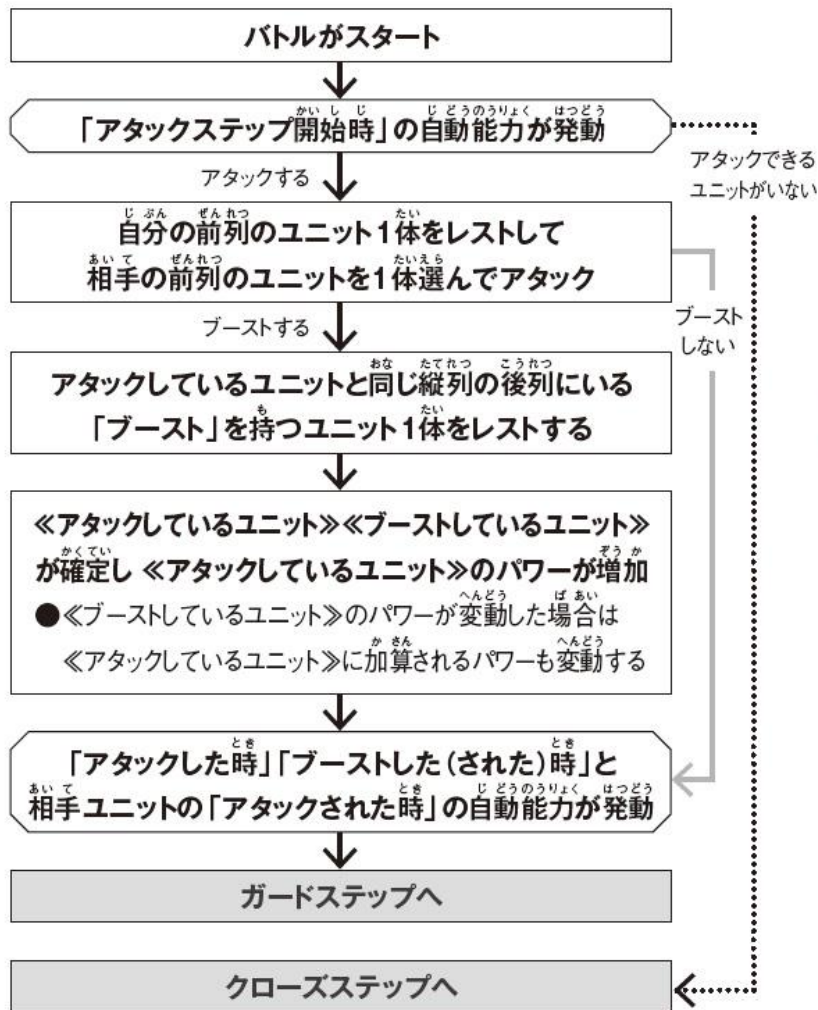 バトルがスタート
「アタックステップ開始時」の自動能力が発動
アタックできる
ユニットがいない
アタックする
自分の前列のユニット1体をレストして
相手の前列のユニットを1体選んでアタック
ブースト
しない
ブーストする
アタックしているユニットと同じ縦列の後列にいる
「ブースト」を持つユニット1体をレストする
≪アタックしているユニット≫≪ブーストしているユニット≫
が確定し ≪アタックしているユニット≫のパワーが増加
●≪ブーストしているユニット≫のパワーが変動した場合は
≪アタックしているユニット≫に加算されるパワーも変動する
「アタックした時」「ブーストした(された)時」と
相手ユニットの「アタックされた時」の自動能力が発動
ガードステップへ
クローズステップへ